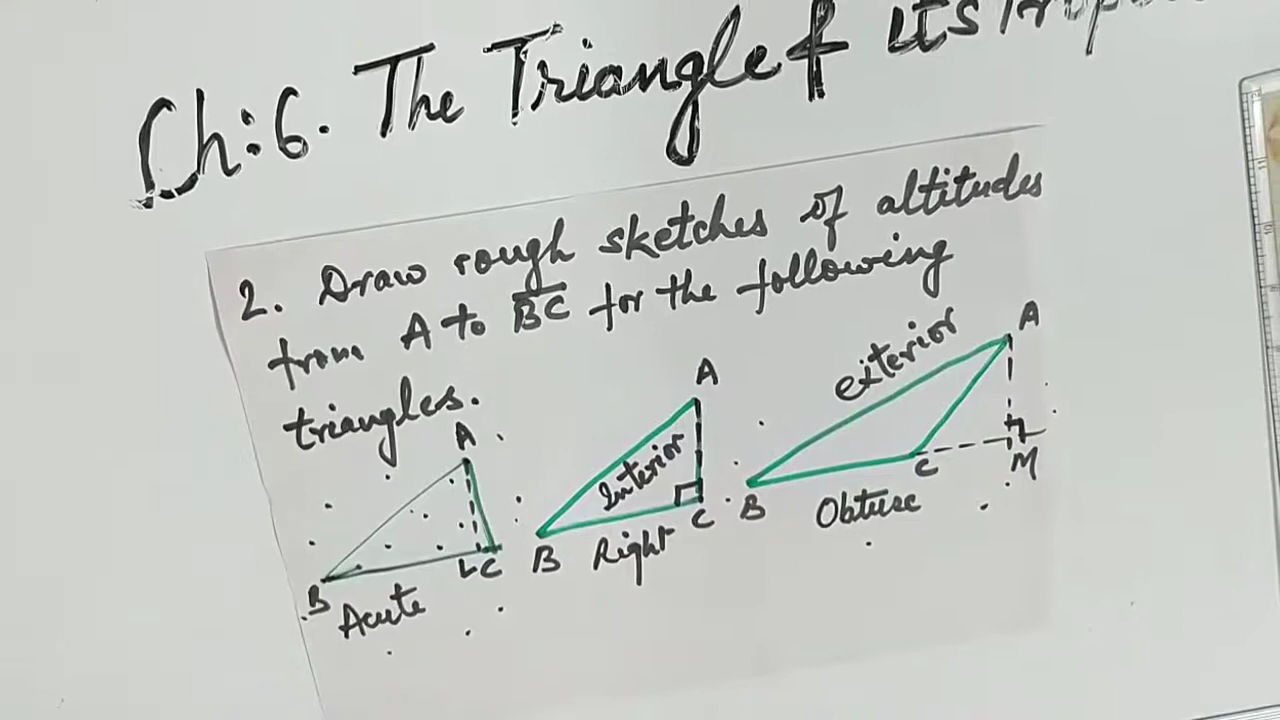 Ch:6. The Triangle & its
2. Draw rough sketches of altitudes
from A to BC for the following
triangles.
A
B
L C
Acute
A
Interior
B
C
Right
exterior
A
B
C
M
Obtuse